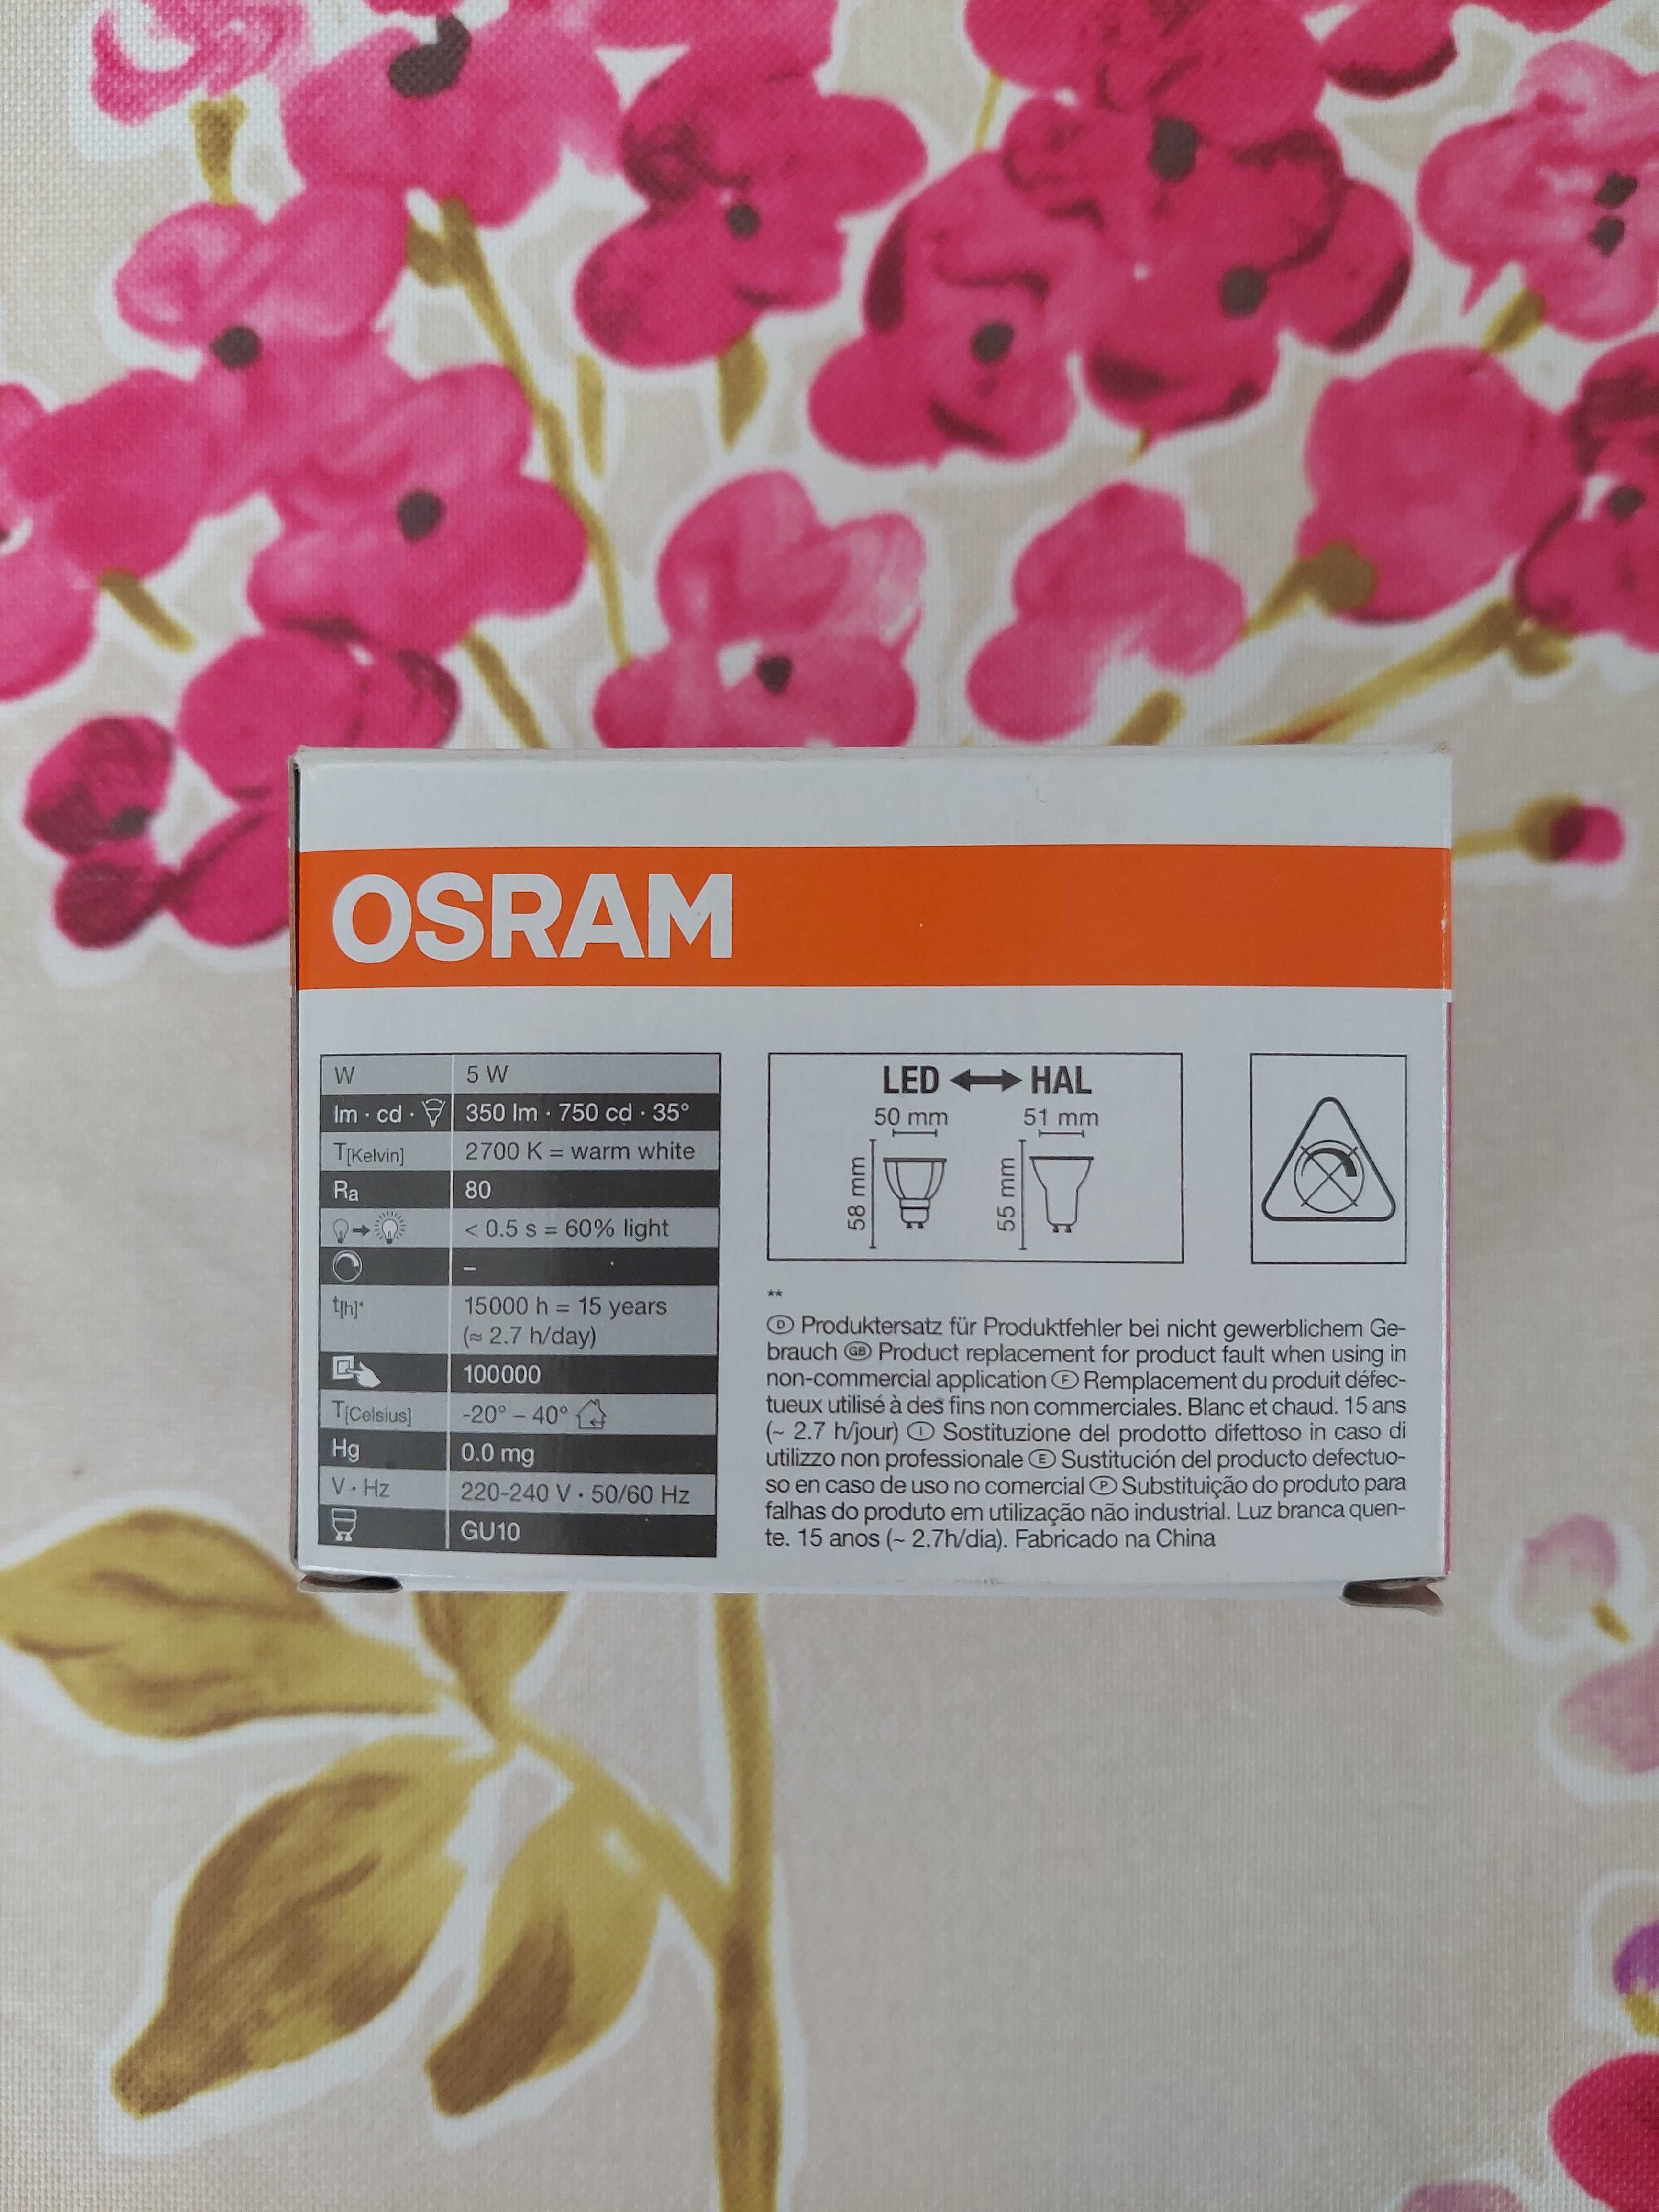 OSRAM
W 5 W
lm · cd · 350 lm · 750 cd · 35°
T[Kelvin] 2700 K = warm white
Ra 80
< 0.5 s = 60% light
–
t[h]* 15000 h = 15 years
(≈ 2.7 h/day)
100000
T[Celsius] -20° – 40°
Hg 0.0 mg
V · Hz 220-240 V · 50/60 Hz
GU10
LED ↔ HAL
50 mm 51 mm
58 mm 55 mm
**
(D) Produktersatz für Produktfehler bei nicht gewerblichem Ge-
brauch (GB) Product replacement for product fault when using in
non-commercial application (F) Remplacement du produit défec-
tueux utilisé à des fins non commerciales. Blanc et chaud. 15 ans
(~ 2.7 h/jour) (I) Sostituzione del prodotto difettoso in caso di
utilizzo non professionale (E) Sustitución del producto defectuo-
so en caso de uso no comercial (P) Substituição do produto para
falhas do produto em utilização não industrial. Luz branca quen-
te. 15 anos (~ 2.7h/dia). Fabricado na China